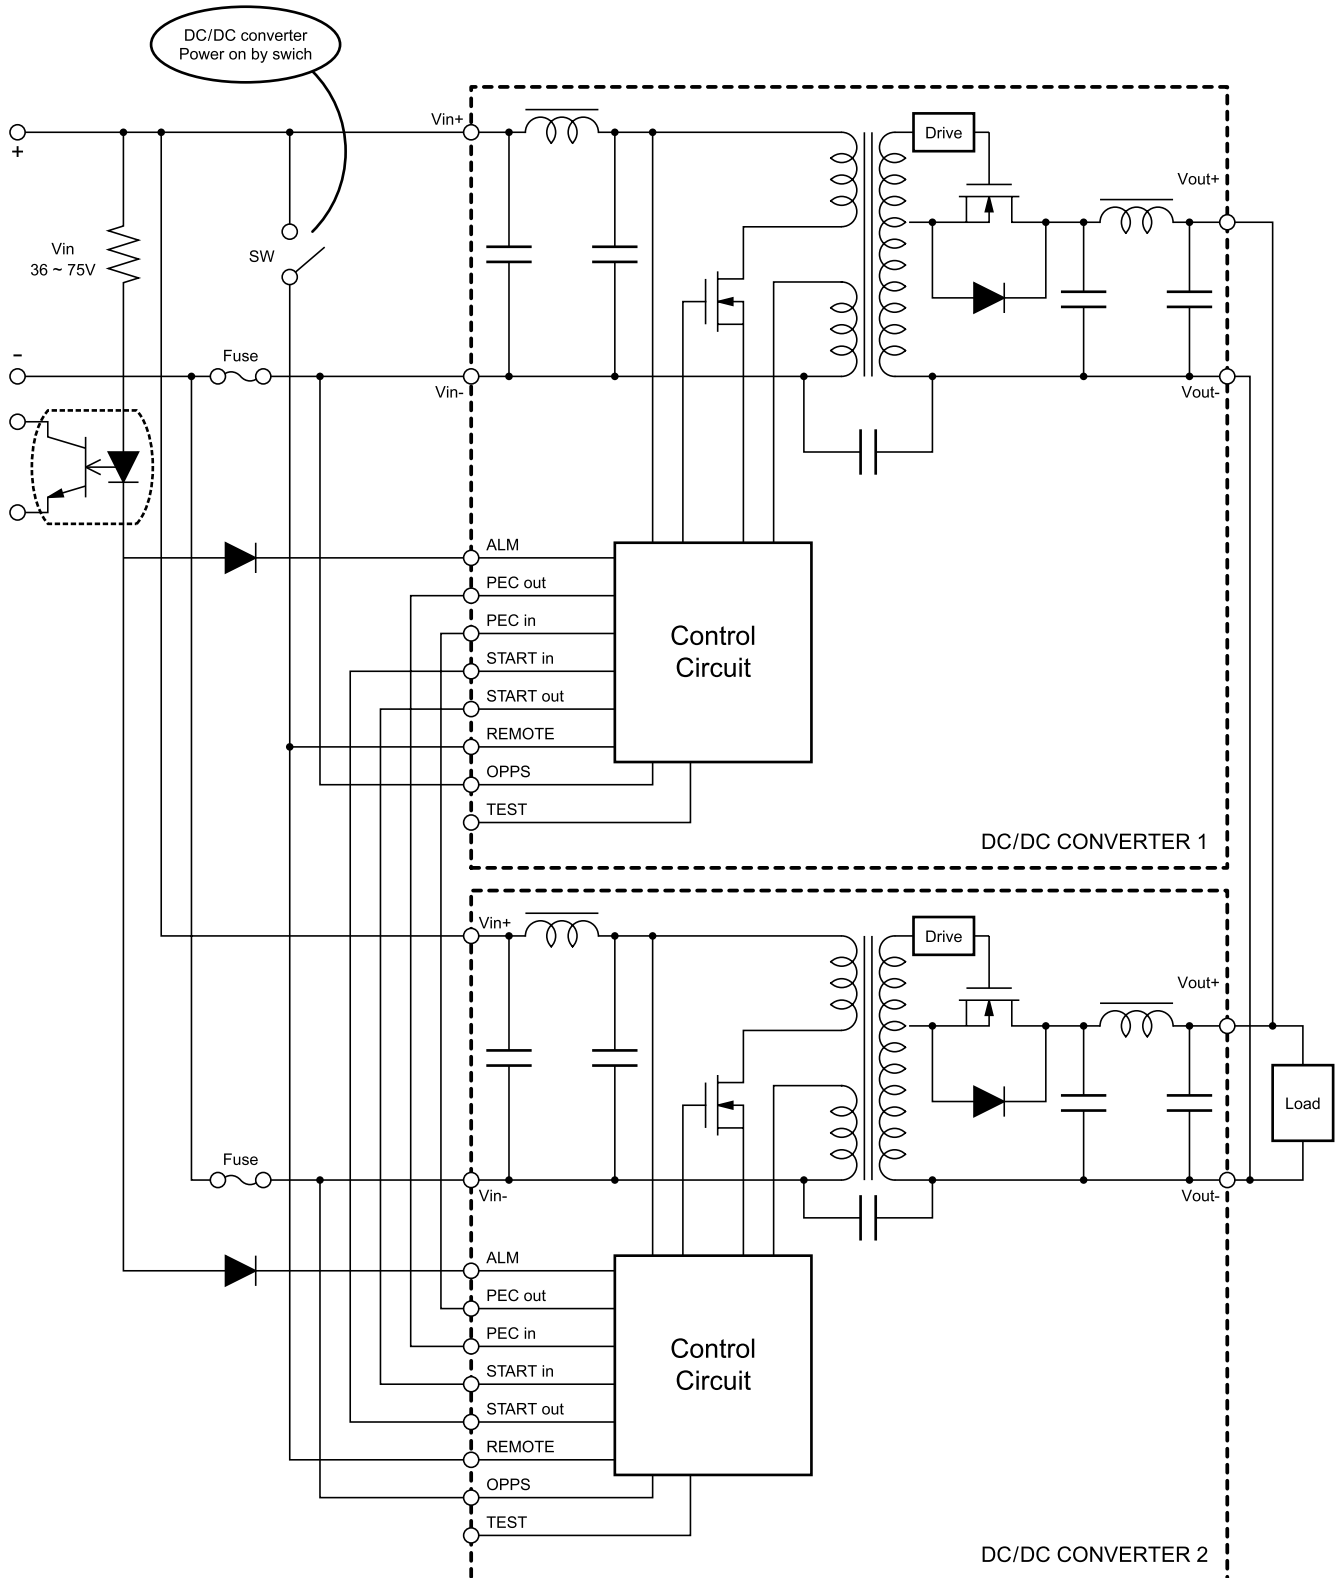 DC/DC converter
Power on by swich
Vin+
+
Drive
Vout+
Vin
36 ~ 75V
SW
-
Fuse
Vin-
Vout-
ALM
PEC out
PEC in
START in
START out
REMOTE
OPPS
TEST
Control
Circuit
DC/DC CONVERTER 1
Vin+
Drive
Vout+
Load
Fuse
Vin-
Vout-
ALM
PEC out
PEC in
START in
START out
REMOTE
OPPS
TEST
Control
Circuit
DC/DC CONVERTER 2